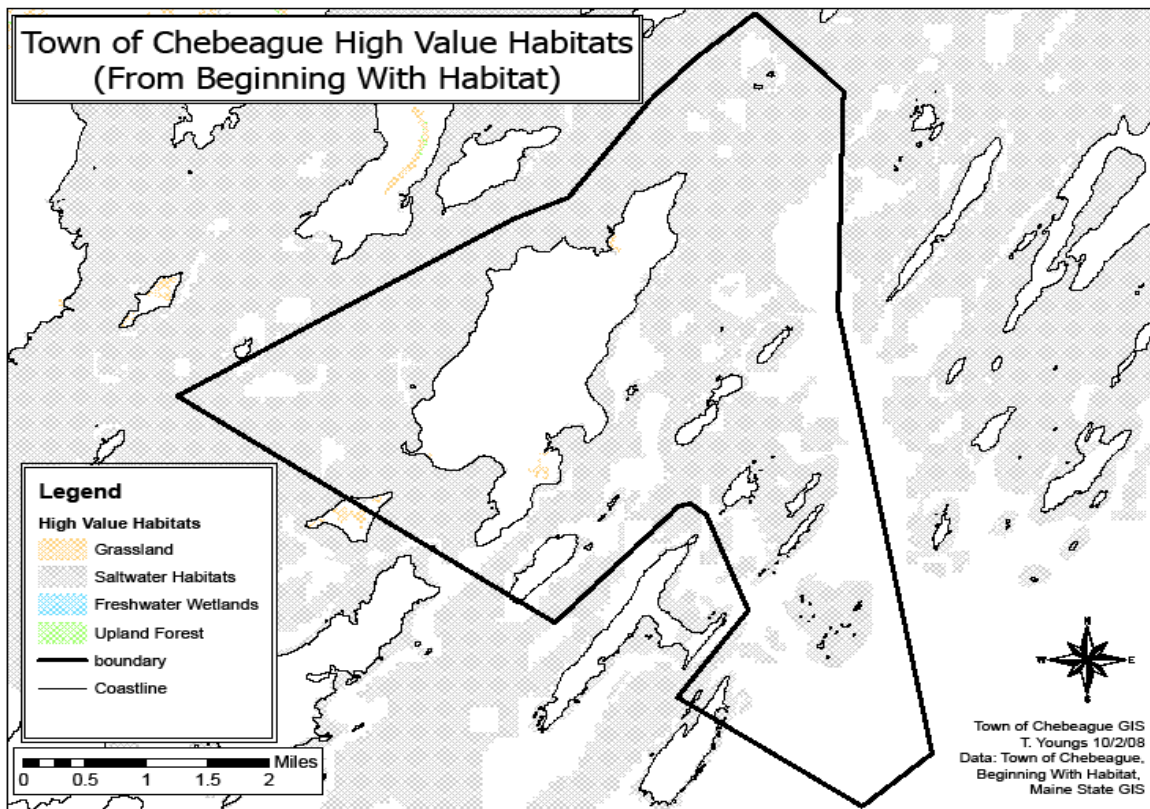 Town of Chebeague High Value Habitats
(From Beginning With Habitat)
Legend
High Value Habitats
Grassland
Saltwater Habitats
Freshwater Wetlands
Upland Forest
boundary
Coastline
Miles
0 0.5 1 1.5 2
N
W E
S
Town of Chebeague GIS
T. Youngs 10/2/08
Data: Town of Chebeague,
Beginning With Habitat,
Maine State GIS